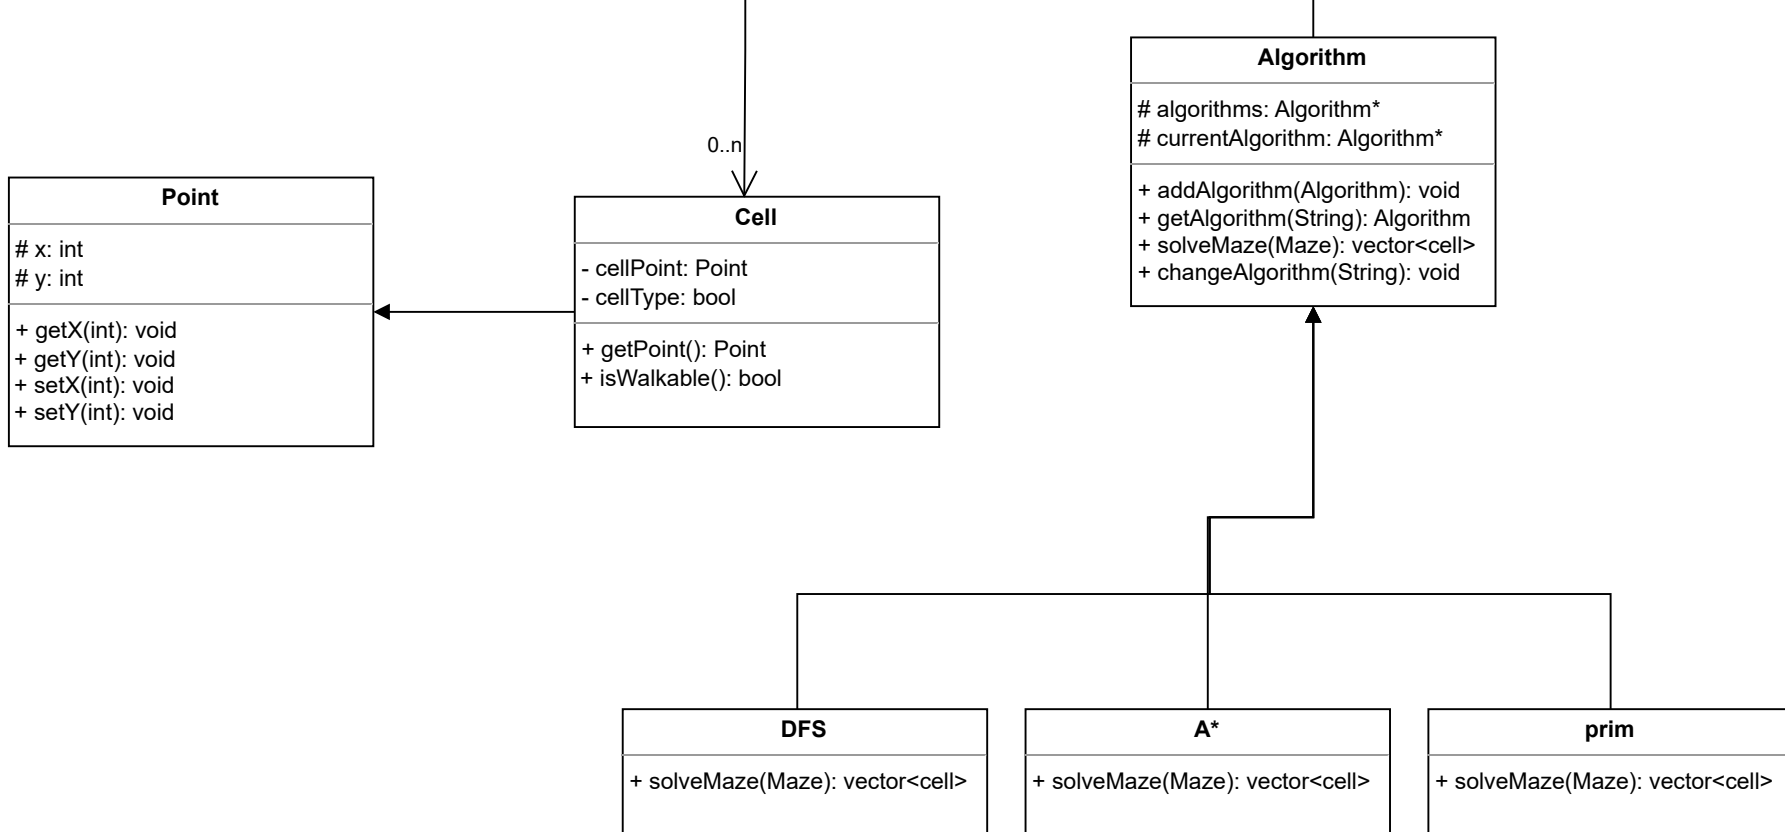 0..n
Point
# x: int
# y: int
+ getX(int): void
+ getY(int): void
+ setX(int): void
+ setY(int): void
Cell
- cellPoint: Point
- cellType: bool
+ getPoint(): Point
+ isWalkable(): bool
Algorithm
# algorithms: Algorithm*
# currentAlgorithm: Algorithm*
+ addAlgorithm(Algorithm): void
+ getAlgorithm(String): Algorithm
+ solveMaze(Maze): vector<cell>
+ changeAlgorithm(String): void
DFS
+ solveMaze(Maze): vector<cell>
A*
+ solveMaze(Maze): vector<cell>
prim
+ solveMaze(Maze): vector<cell>